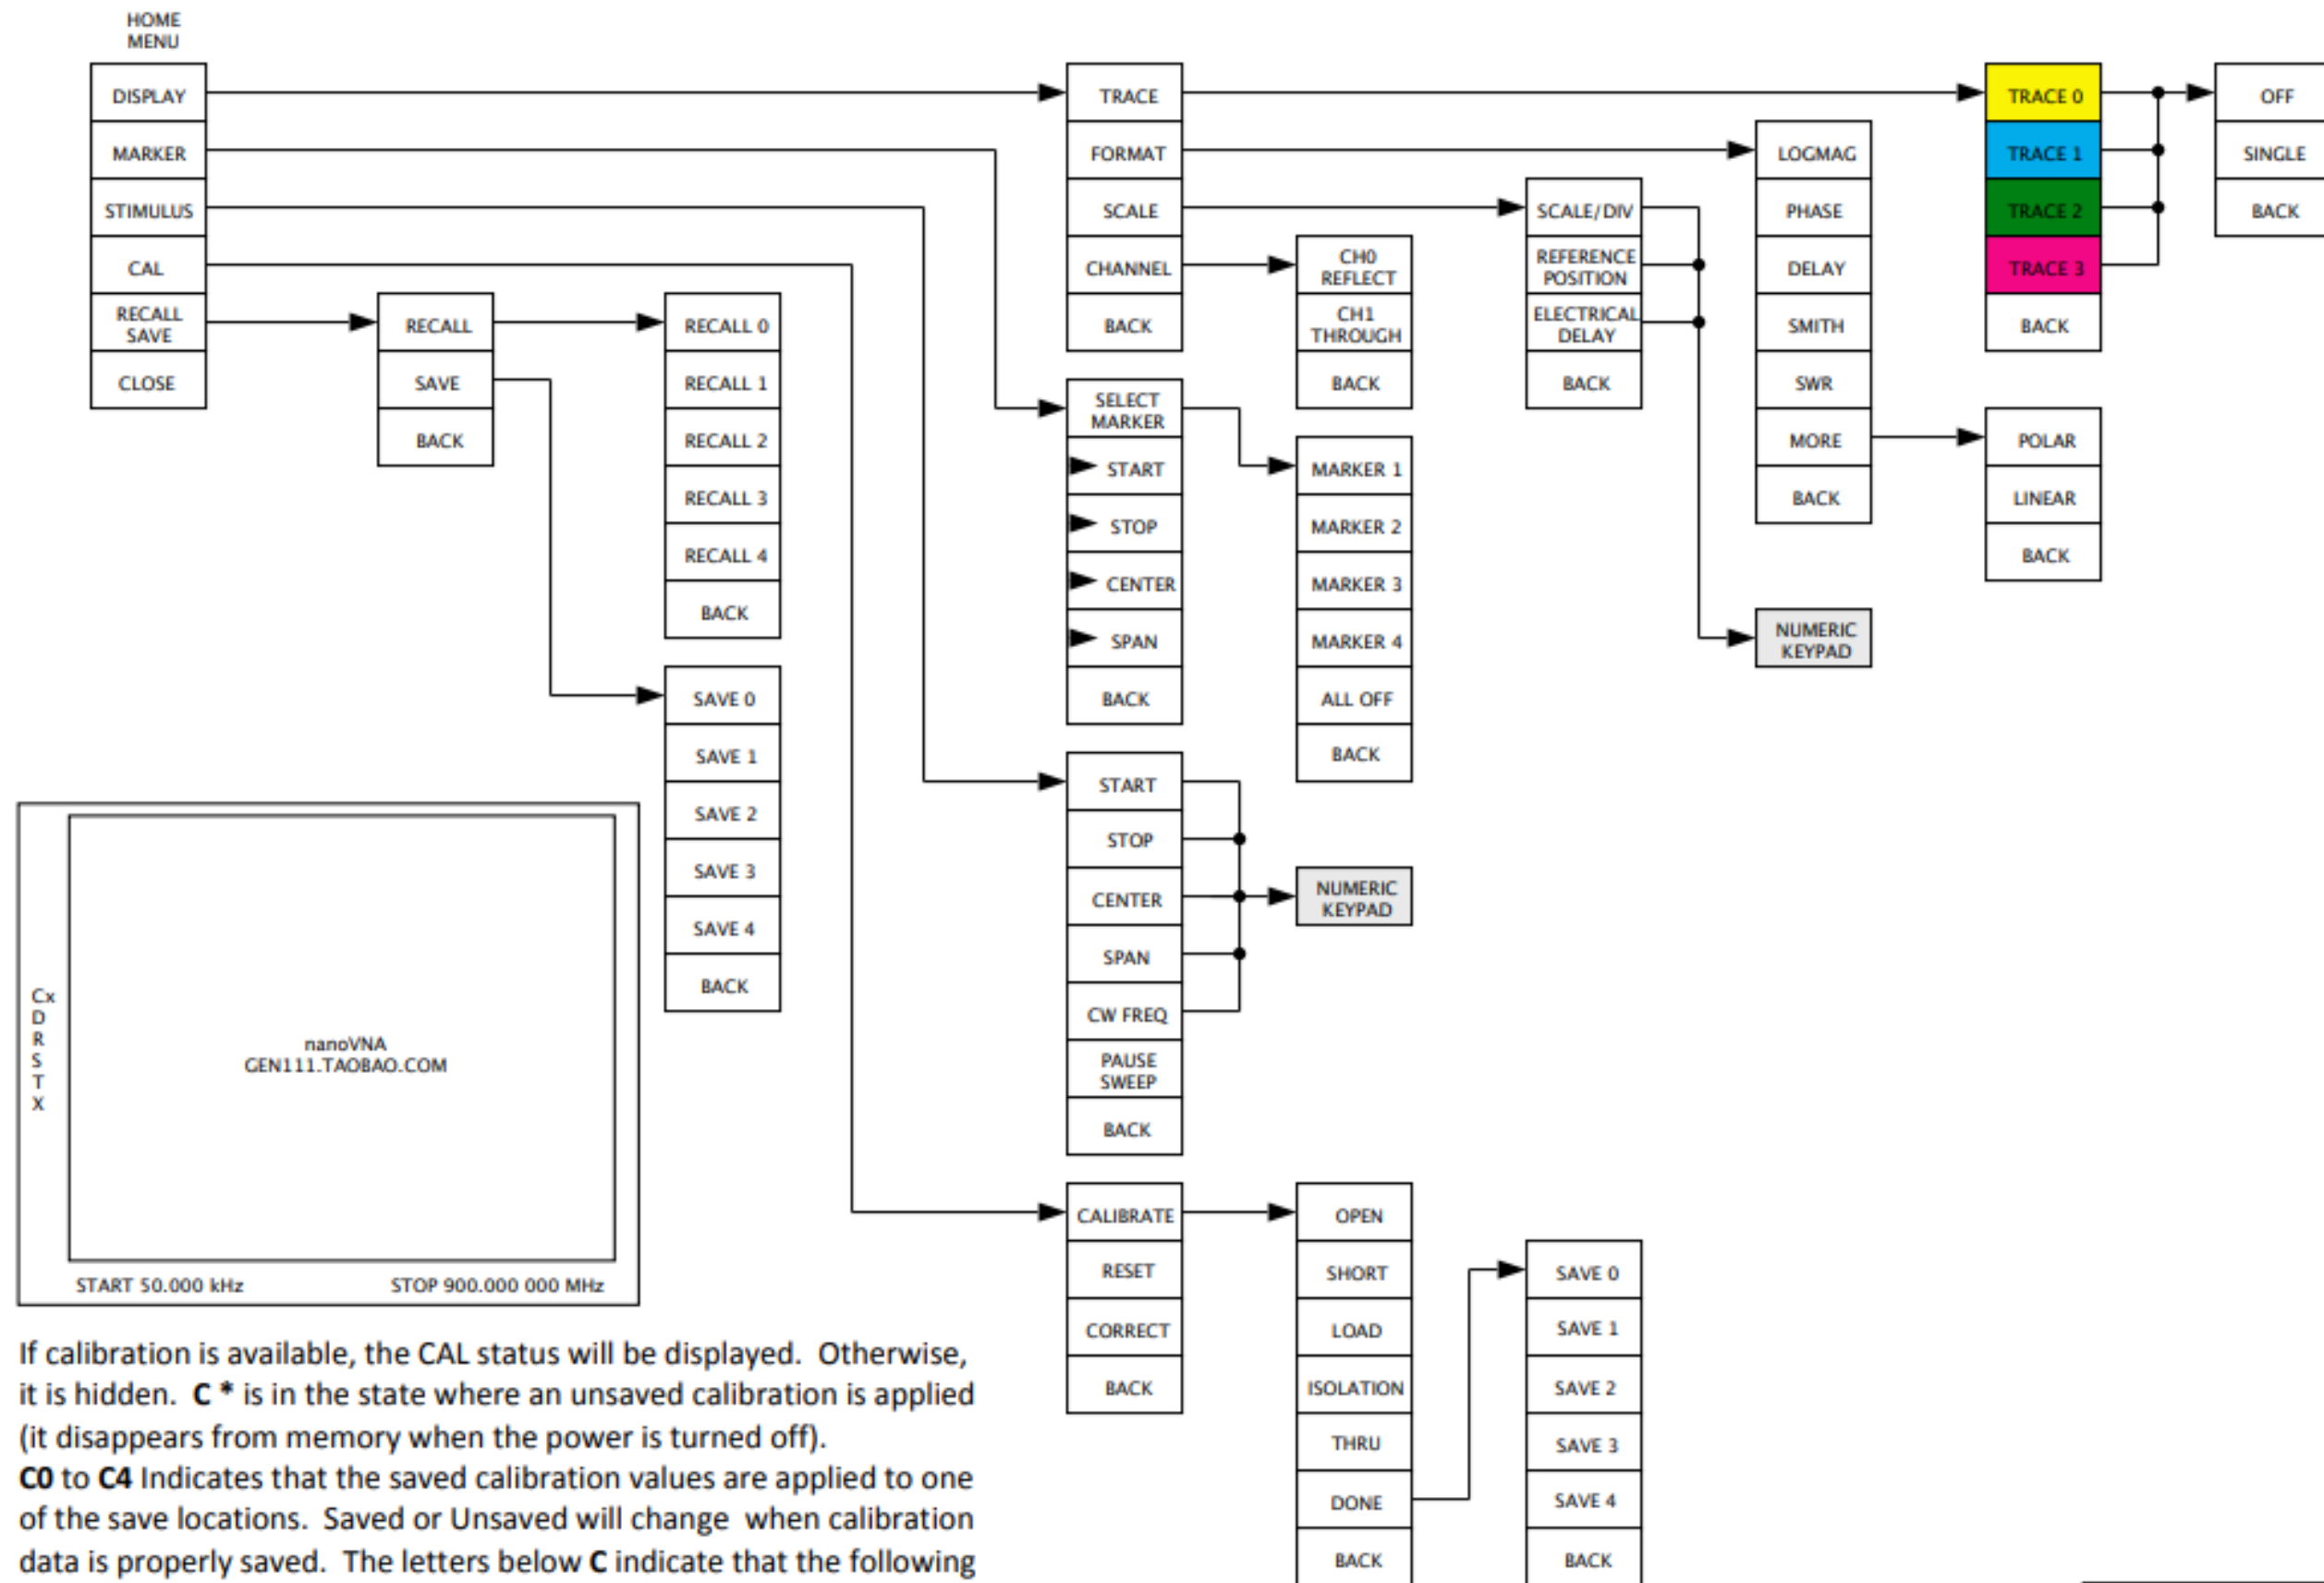 HOME
MENU
DISPLAY
MARKER
STIMULUS
CAL
RECALL
SAVE
CLOSE
RECALL
SAVE
BACK
RECALL 0
RECALL 1
RECALL 2
RECALL 3
RECALL 4
BACK
SAVE 0
SAVE 1
SAVE 2
SAVE 3
SAVE 4
BACK
TRACE
FORMAT
SCALE
CHANNEL
BACK
SELECT
MARKER
START
STOP
CENTER
SPAN
BACK
START
STOP
CENTER
SPAN
CW FREQ
PAUSE
SWEEP
BACK
CALIBRATE
RESET
CORRECT
BACK
CH0
REFLECT
CH1
THROUGH
BACK
MARKER 1
MARKER 2
MARKER 3
MARKER 4
ALL OFF
BACK
NUMERIC
KEYPAD
OPEN
SHORT
LOAD
ISOLATION
THRU
DONE
BACK
SCALE/DIV
REFERENCE
POSITION
ELECTRICAL
DELAY
BACK
SAVE 0
SAVE 1
SAVE 2
SAVE 3
SAVE 4
BACK
LOGMAG
PHASE
DELAY
SMITH
SWR
MORE
BACK
NUMERIC
KEYPAD
TRACE 0
TRACE 1
TRACE 2
TRACE 3
BACK
POLAR
LINEAR
BACK
OFF
SINGLE
BACK
Cx
D
R
S
T
X
nanoVNA
GEN111.TAOBAO.COM
START 50.000 kHz
STOP 900.000 000 MHz
If calibration is available, the CAL status will be displayed. Otherwise,
it is hidden. C * is in the state where an unsaved calibration is applied
(it disappears from memory when the power is turned off).
C0 to C4 Indicates that the saved calibration values are applied to one
of the save locations. Saved or Unsaved will change when calibration
data is properly saved. The letters below C indicate that the following